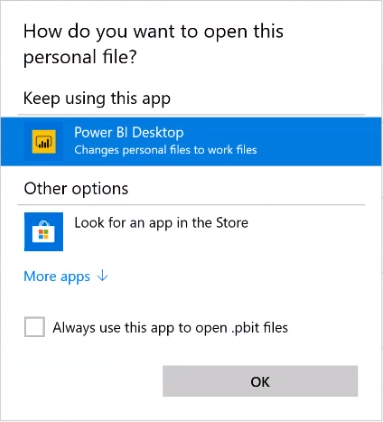 How do you want to open this
personal file?
Keep using this app
Power BI Desktop
Changes personal files to work files
Other options
Look for an app in the Store
More apps ↓
Always use this app to open .pbit files
OK